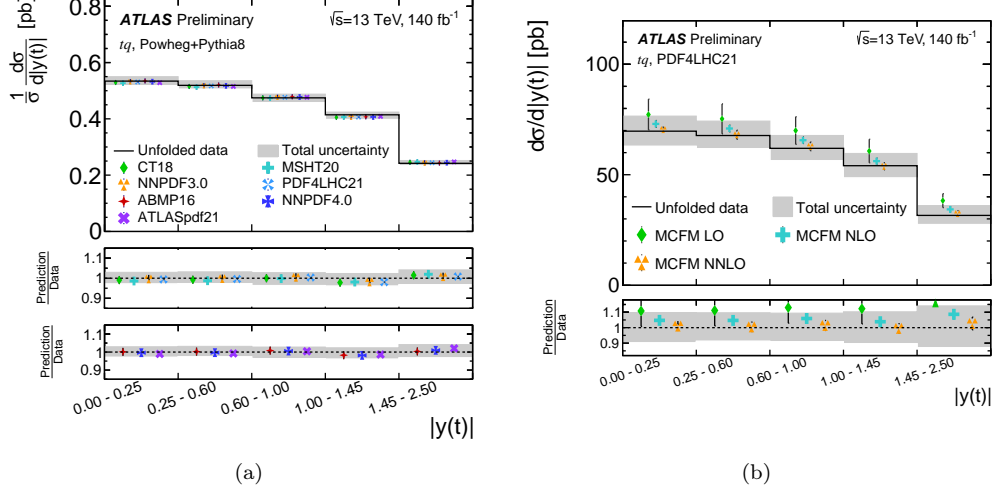 1/σ dσ/d|y(t)| [pb]
0.8
0.6
0.4
0.2
0
ATLAS Preliminary
√s=13 TeV, 140 fb⁻¹
tq, Powheg+Pythia8
Unfolded data
Total uncertainty
CT18
MSHT20
NNPDF3.0
PDF4LHC21
ABMP16
NNPDF4.0
ATLASpdf21
Prediction
Data
1.1
1
0.9
Prediction
Data
1.1
1
0.9
0.00 - 0.25
0.25 - 0.60
0.60 - 1.00
1.00 - 1.45
1.45 - 2.50
|y(t)|
(a)
dσ/d|y(t)| [pb]
100
50
0
ATLAS Preliminary
√s=13 TeV, 140 fb⁻¹
tq, PDF4LHC21
Unfolded data
Total uncertainty
MCFM LO
MCFM NLO
MCFM NNLO
Prediction
Data
1.1
1
0.9
0.00 - 0.25
0.25 - 0.60
0.60 - 1.00
1.00 - 1.45
1.45 - 2.50
|y(t)|
(b)